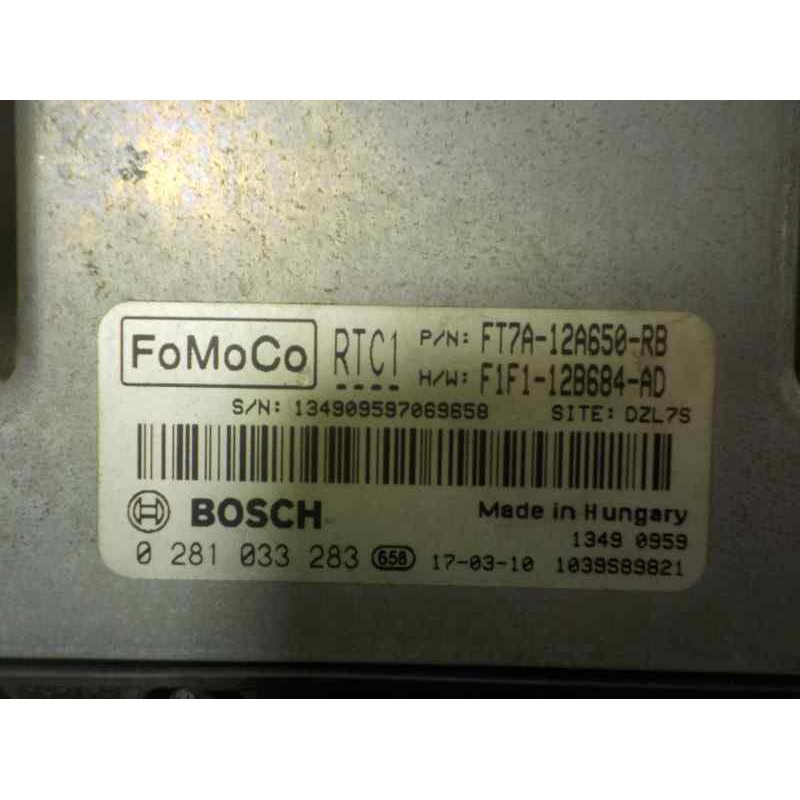 FoMoCo RTC1 P/N: FT7A-12A650-RB
H/W: F1F1-12B684-AD
S/N: 134909597069658 SITE: DZL7S
BOSCH Made in Hungary
1349 0959
0 281 033 283 658 17-03-10 1039S89821